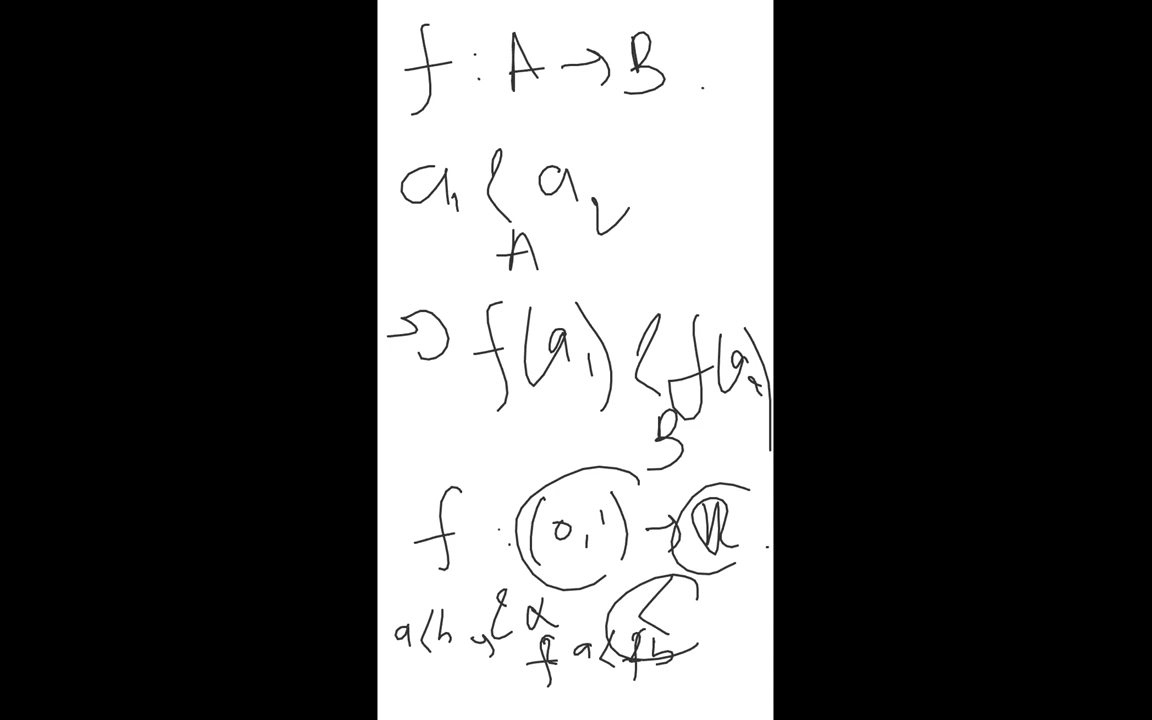 f : A → B .
a₁ < a₂
A
⇒ f(a₁) < f(a₂)
B
f : (0,1) → ℝ .
a<b ⇒ <
f a < f b